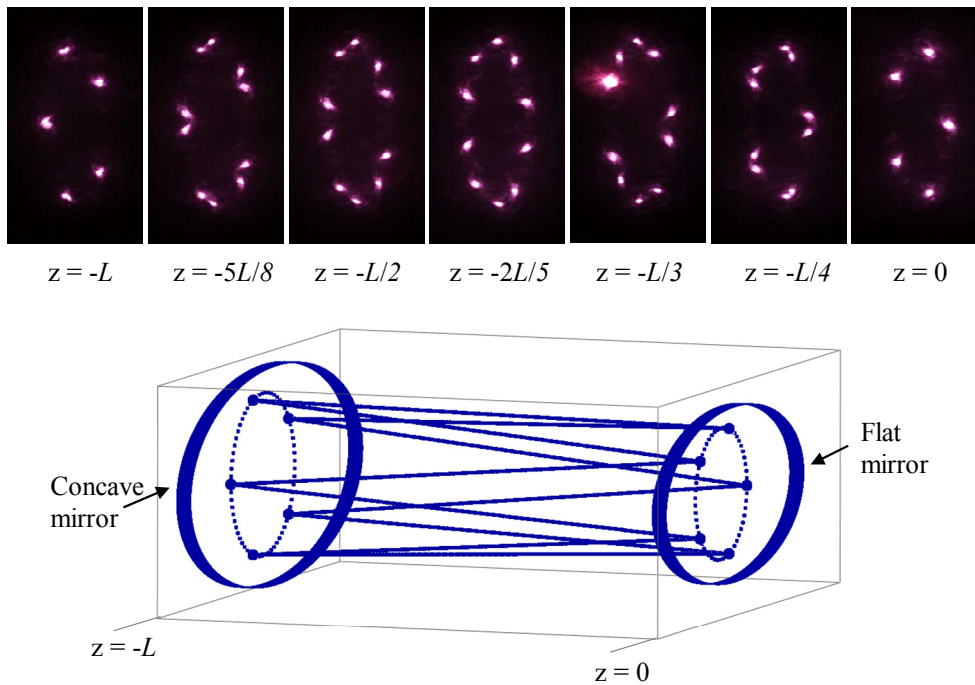 z = -L
z = -5L/8
z = -L/2
z = -2L/5
z = -L/3
z = -L/4
z = 0
Concave
mirror
Flat
mirror
z = -L
z = 0